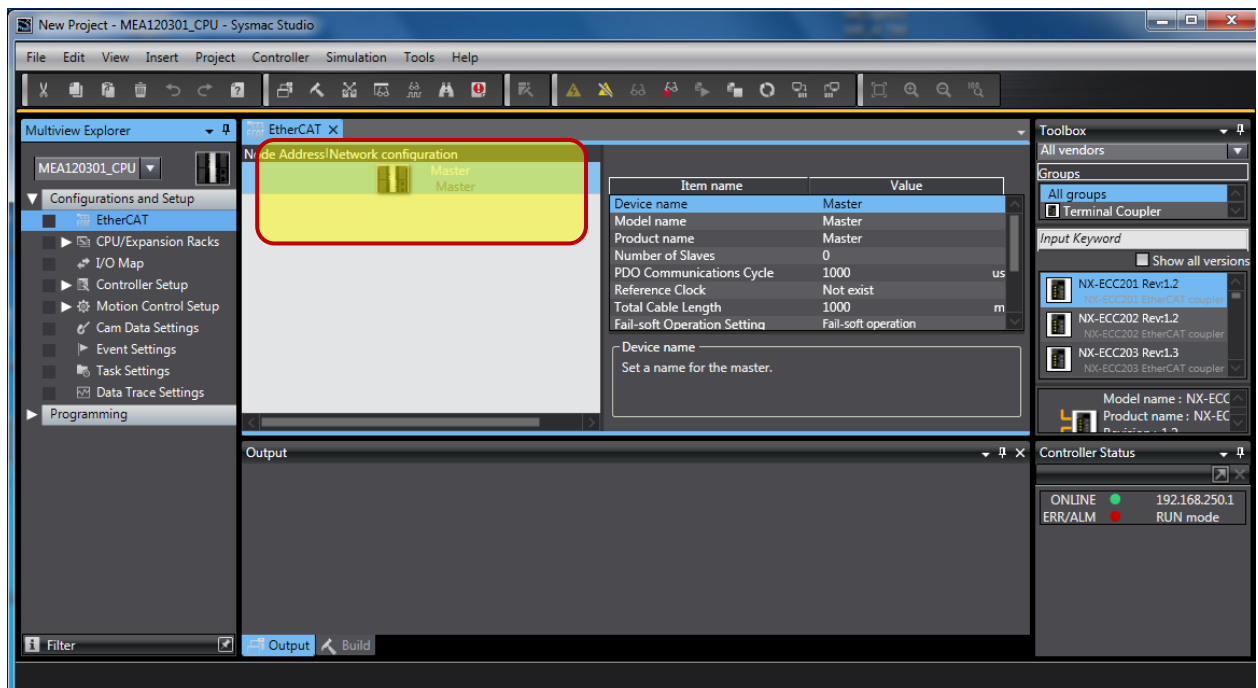 New Project - MEA120301_CPU - Sysmac Studio
File Edit View Insert Project Controller Simulation Tools Help
Multiview Explorer
MEA120301_CPU
Configurations and Setup
EtherCAT
CPU/Expansion Racks
I/O Map
Controller Setup
Motion Control Setup
Cam Data Settings
Event Settings
Task Settings
Data Trace Settings
Programming
Filter
EtherCAT
Node Address Network configuration
Master
Master
Item name Value
Device name Master
Model name Master
Product name Master
Number of Slaves 0
PDO Communications Cycle 1000 us
Reference Clock Not exist
Total Cable Length 1000 m
Fail-soft Operation Setting Fail-soft operation
Device name
Set a name for the master.
Output
Output Build
Toolbox
All vendors
Groups
All groups
Terminal Coupler
Input Keyword
Show all versions
NX-ECC201 Rev:1.2
NX-ECC201 EtherCAT coupler
NX-ECC202 Rev:1.2
NX-ECC202 EtherCAT coupler
NX-ECC203 Rev:1.3
NX-ECC203 EtherCAT coupler
Model name : NX-ECC
Product name : NX-EC
Controller Status
ONLINE 192.168.250.1
ERR/ALM RUN mode